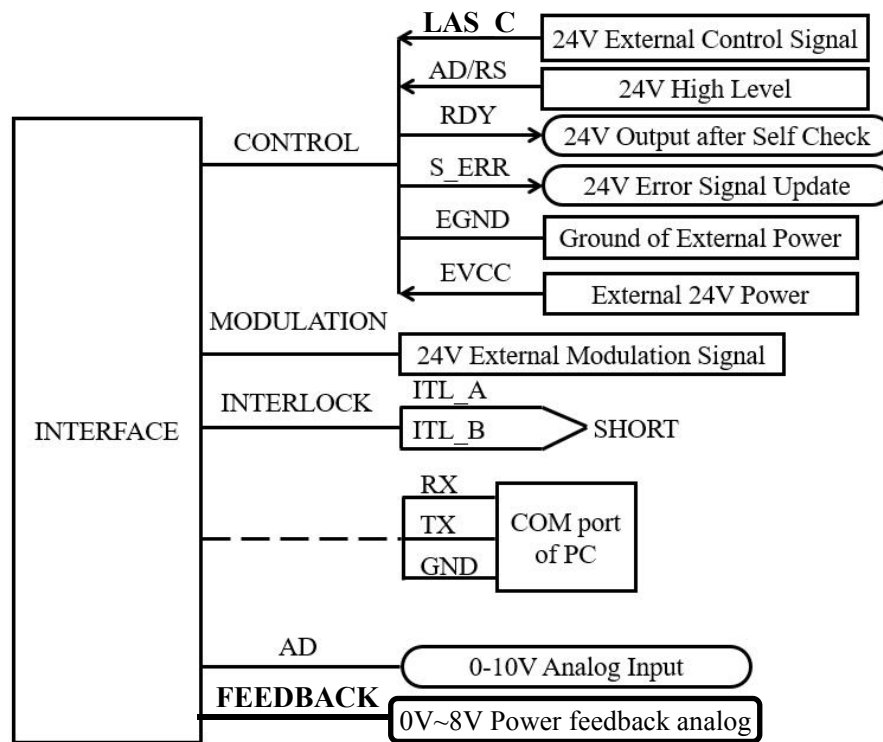 LAS C
24V External Control Signal
AD/RS
24V High Level
RDY
24V Output after Self Check
CONTROL
S_ERR
24V Error Signal Update
EGND
Ground of External Power
EVCC
External 24V Power
MODULATION
24V External Modulation Signal
INTERLOCK
ITL_A
ITL_B
SHORT
INTERFACE
RX
TX
GND
COM port
of PC
AD
0-10V Analog Input
FEEDBACK
0V~8V Power feedback analog